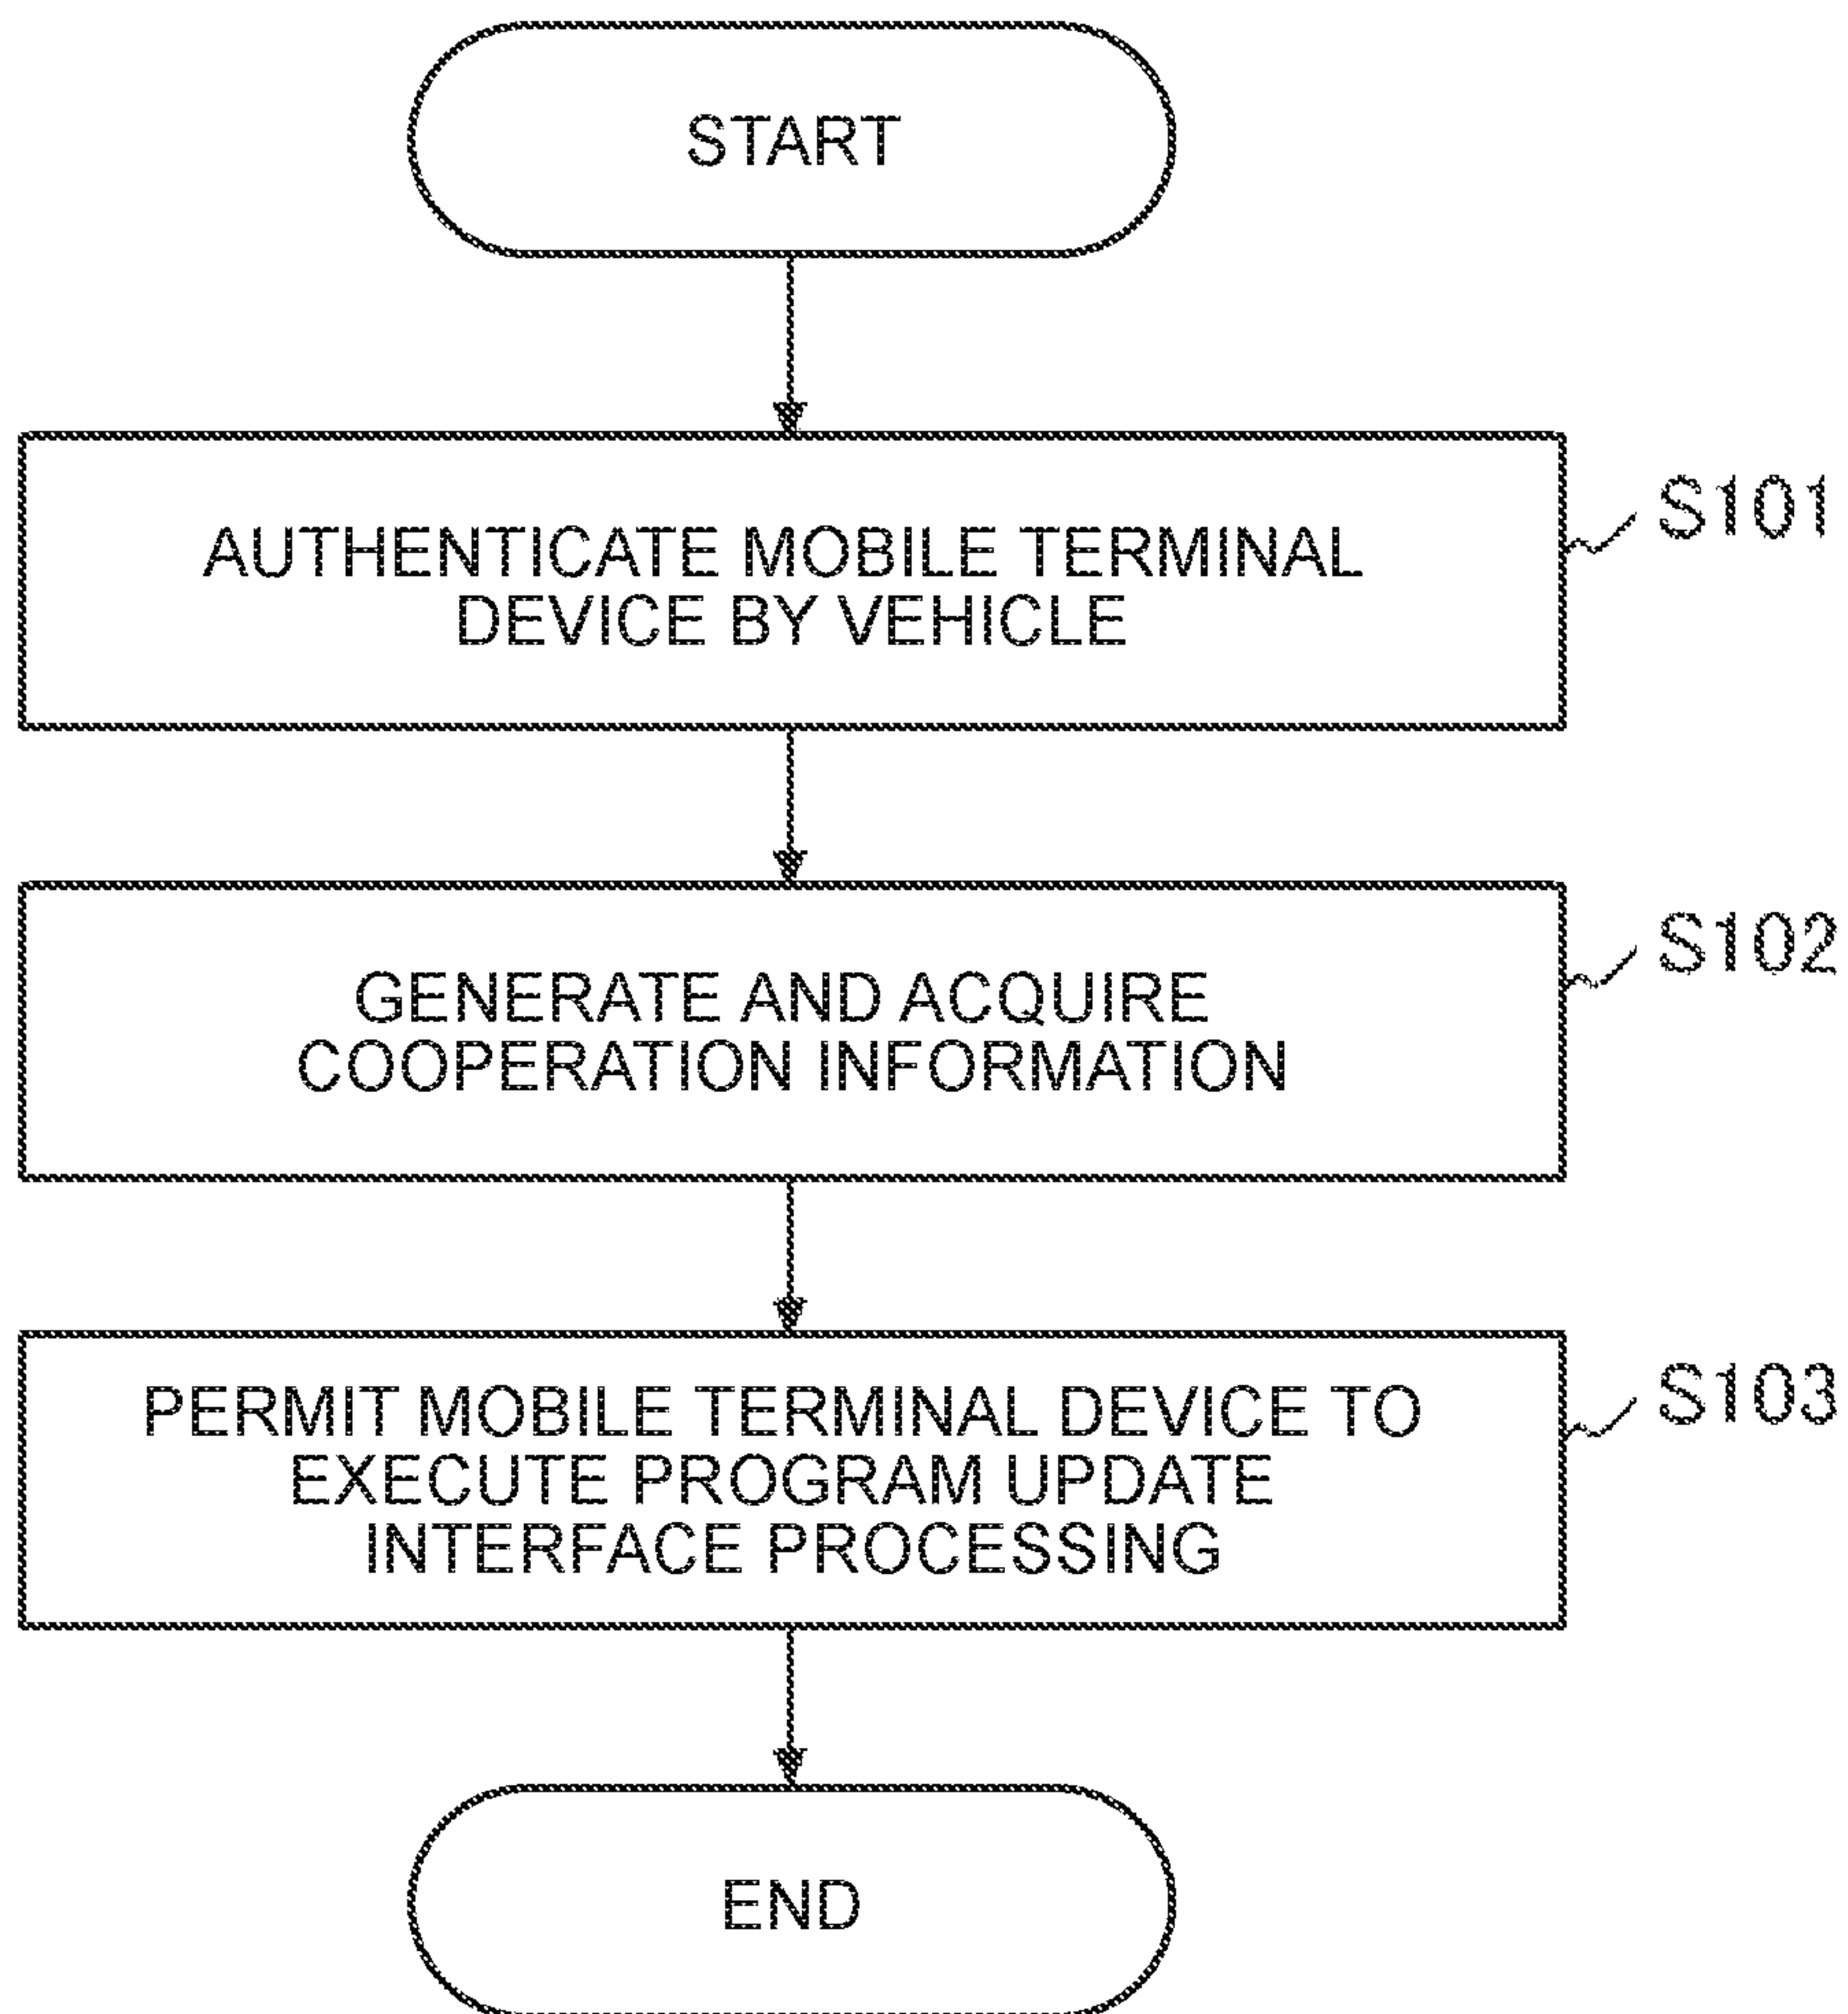 START
AUTHENTICATE MOBILE TERMINAL
DEVICE BY VEHICLE
S101
GENERATE AND ACQUIRE
COOPERATION INFORMATION
S102
PERMIT MOBILE TERMINAL DEVICE TO
EXECUTE PROGRAM UPDATE
INTERFACE PROCESSING
S103
END